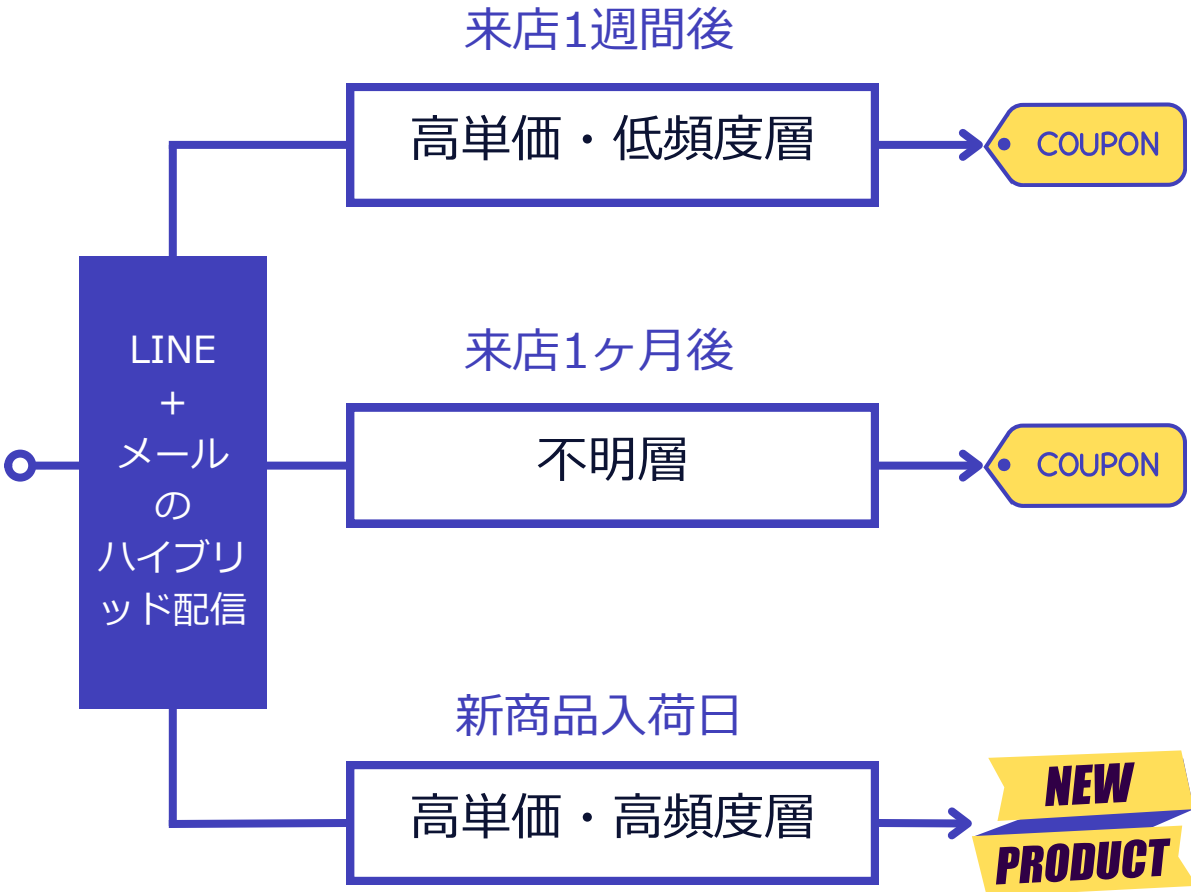 来店1週間後
高単価・低頻度層
COUPON
LINE
+
メール
の
ハイブリ
ッド配信
来店1ヶ月後
不明層
COUPON
新商品入荷日
高単価・高頻度層
NEW
PRODUCT